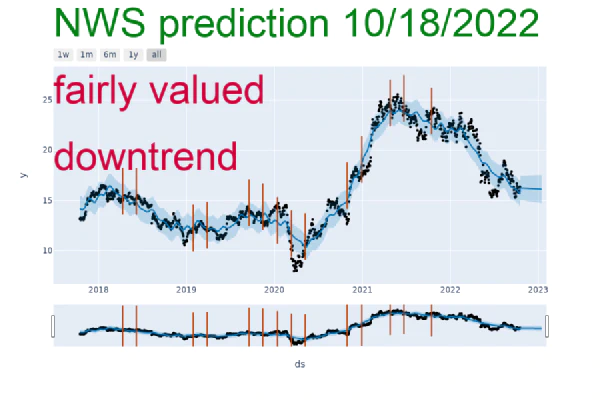 NWS prediction 10/18/2022
1w 1m 6m 1y all
fairly valued
25
downtrend
20
y
15
10
2018 2019 2020 2021 2022 2023
ds